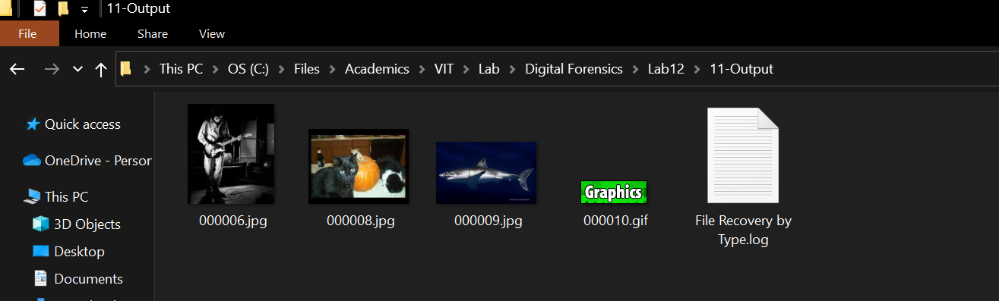 11-Output
File Home Share View
This PC OS (C:) Files Academics VIT Lab Digital Forensics Lab12 11-Output
Quick access
OneDrive - Person
This PC
3D Objects
Desktop
Documents
Graphics
000006.jpg 000008.jpg 000009.jpg 000010.gif File Recovery by
Type.log